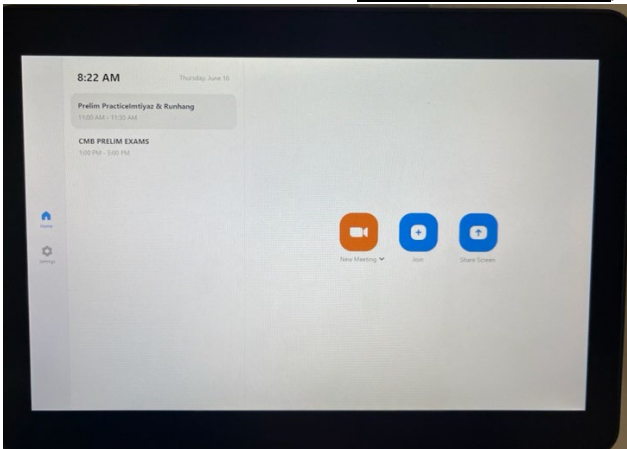 8:22 AM
Thursday, June 16
Prelim PracticeImtiyaz & Runhang
11:00 AM - 11:30 AM
CMB PRELIM EXAMS
1:00 PM - 5:00 PM
Home
Settings
New Meeting
Join
Share Screen